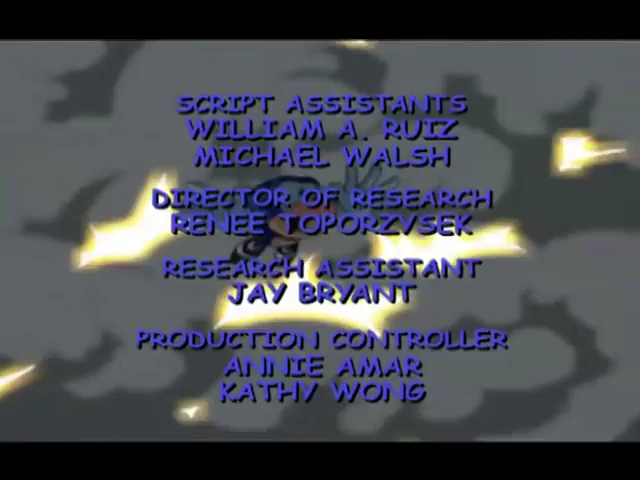 SCRIPT ASSISTANTS
WILLIAM A. RUIZ
MICHAEL WALSH
DIRECTOR OF RESEARCH
RENEE TOPORZYSEK
RESEARCH ASSISTANT
JAY BRYANT
PRODUCTION CONTROLLER
ANNIE AMAR
KATHY WONG